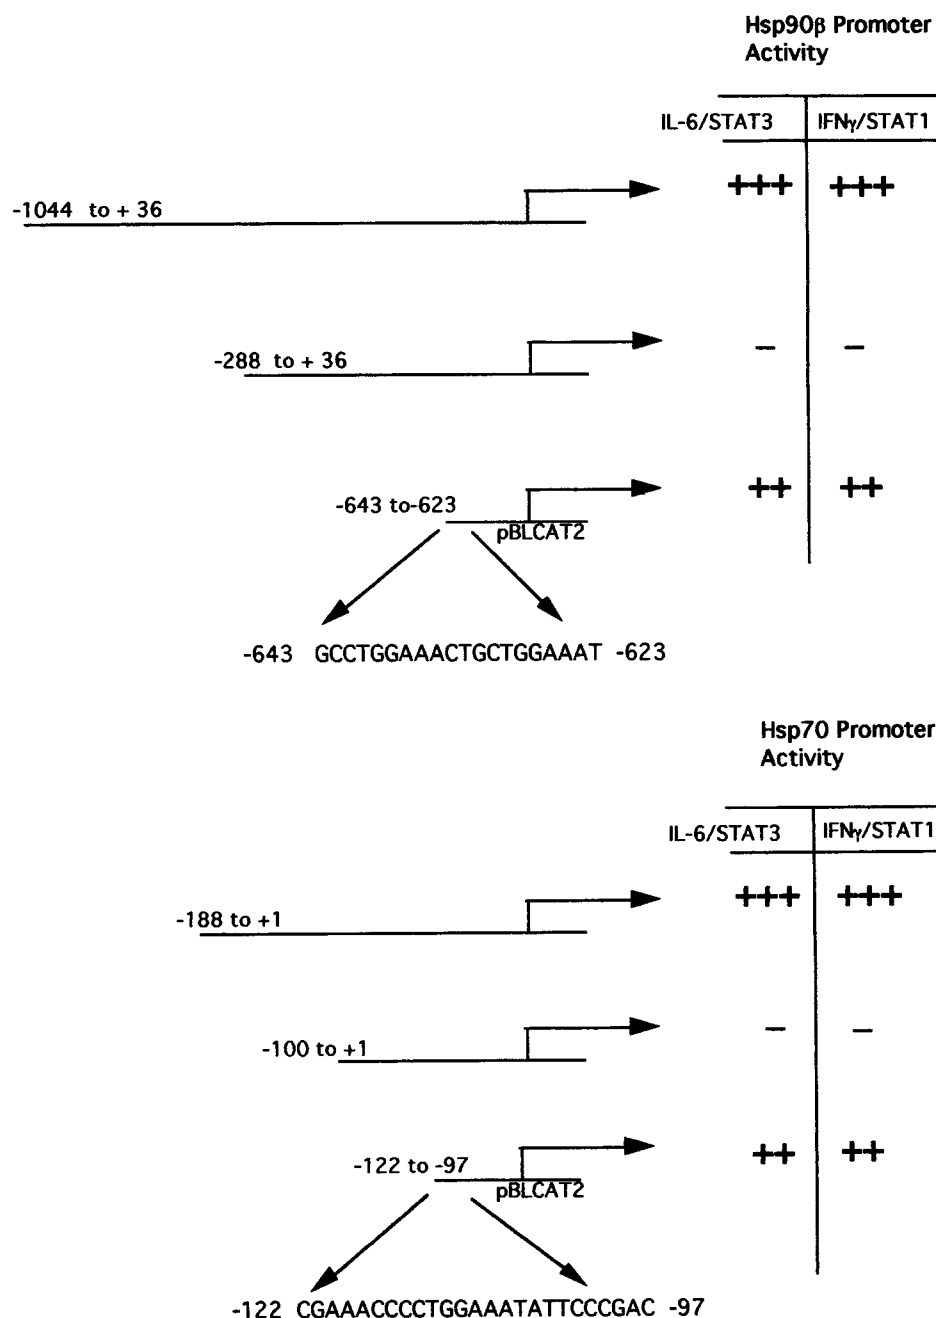 Hsp90β Promoter
Activity
IL-6/STAT3 IFNγ/STAT1
-1044 to + 36 +++ +++
-288 to + 36 − −
-643 to-623 ++ ++
pBLCAT2
-643 GCCTGGAAACTGCTGGAAAT -623
Hsp70 Promoter
Activity
IL-6/STAT3 IFNγ/STAT1
-188 to +1 +++ +++
-100 to +1 − −
-122 to -97 ++ ++
pBLCAT2
-122 CGAAACCCCTGGAAATATTCCCGAC -97